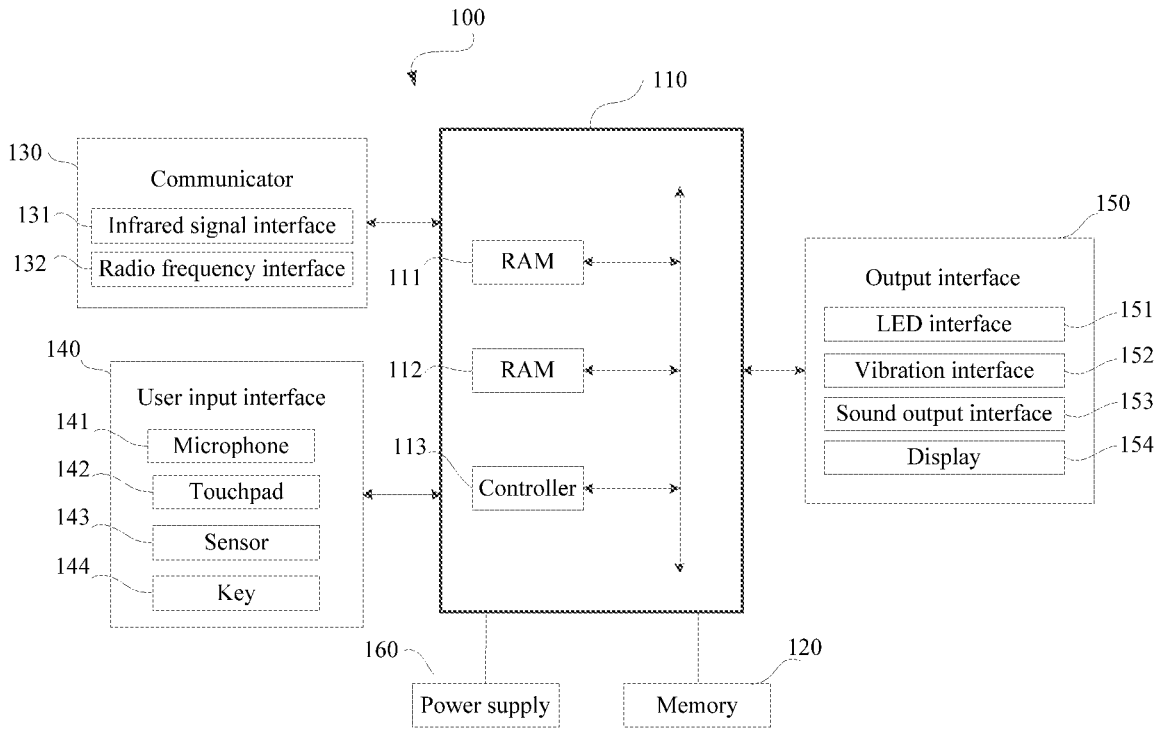 100
110
130
Communicator
131
Infrared signal interface
132
Radio frequency interface
111
RAM
112
RAM
113
Controller
140
User input interface
141
Microphone
142
Touchpad
143
Sensor
144
Key
150
Output interface
LED interface
151
Vibration interface
152
Sound output interface
153
Display
154
160
Power supply
120
Memory